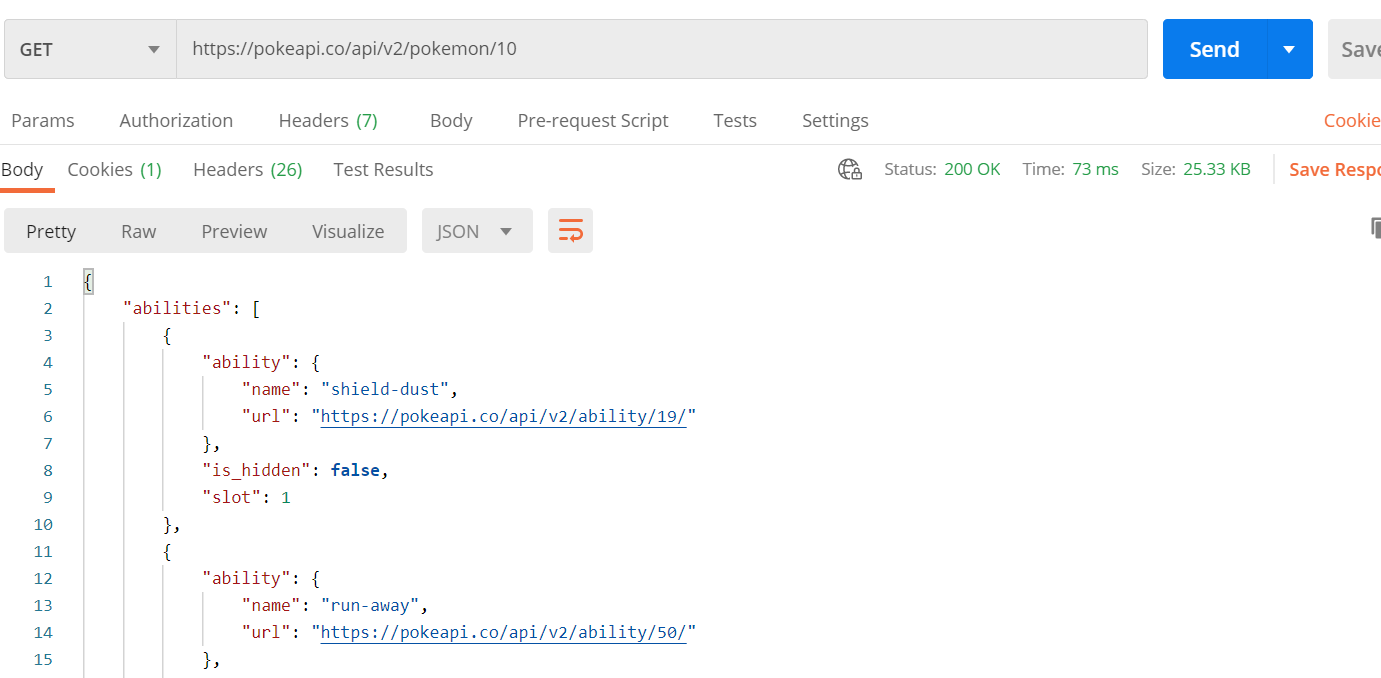 GET https://pokeapi.co/api/v2/pokemon/10 Send Save
Params Authorization Headers (7) Body Pre-request Script Tests Settings Cookie
Body Cookies (1) Headers (26) Test Results Status: 200 OK Time: 73 ms Size: 25.33 KB Save Respo
Pretty Raw Preview Visualize JSON
1 {
2 "abilities": [
3 {
4 "ability": {
5 "name": "shield-dust",
6 "url": "https://pokeapi.co/api/v2/ability/19/"
7 },
8 "is_hidden": false,
9 "slot": 1
10 },
11 {
12 "ability": {
13 "name": "run-away",
14 "url": "https://pokeapi.co/api/v2/ability/50/"
15 },